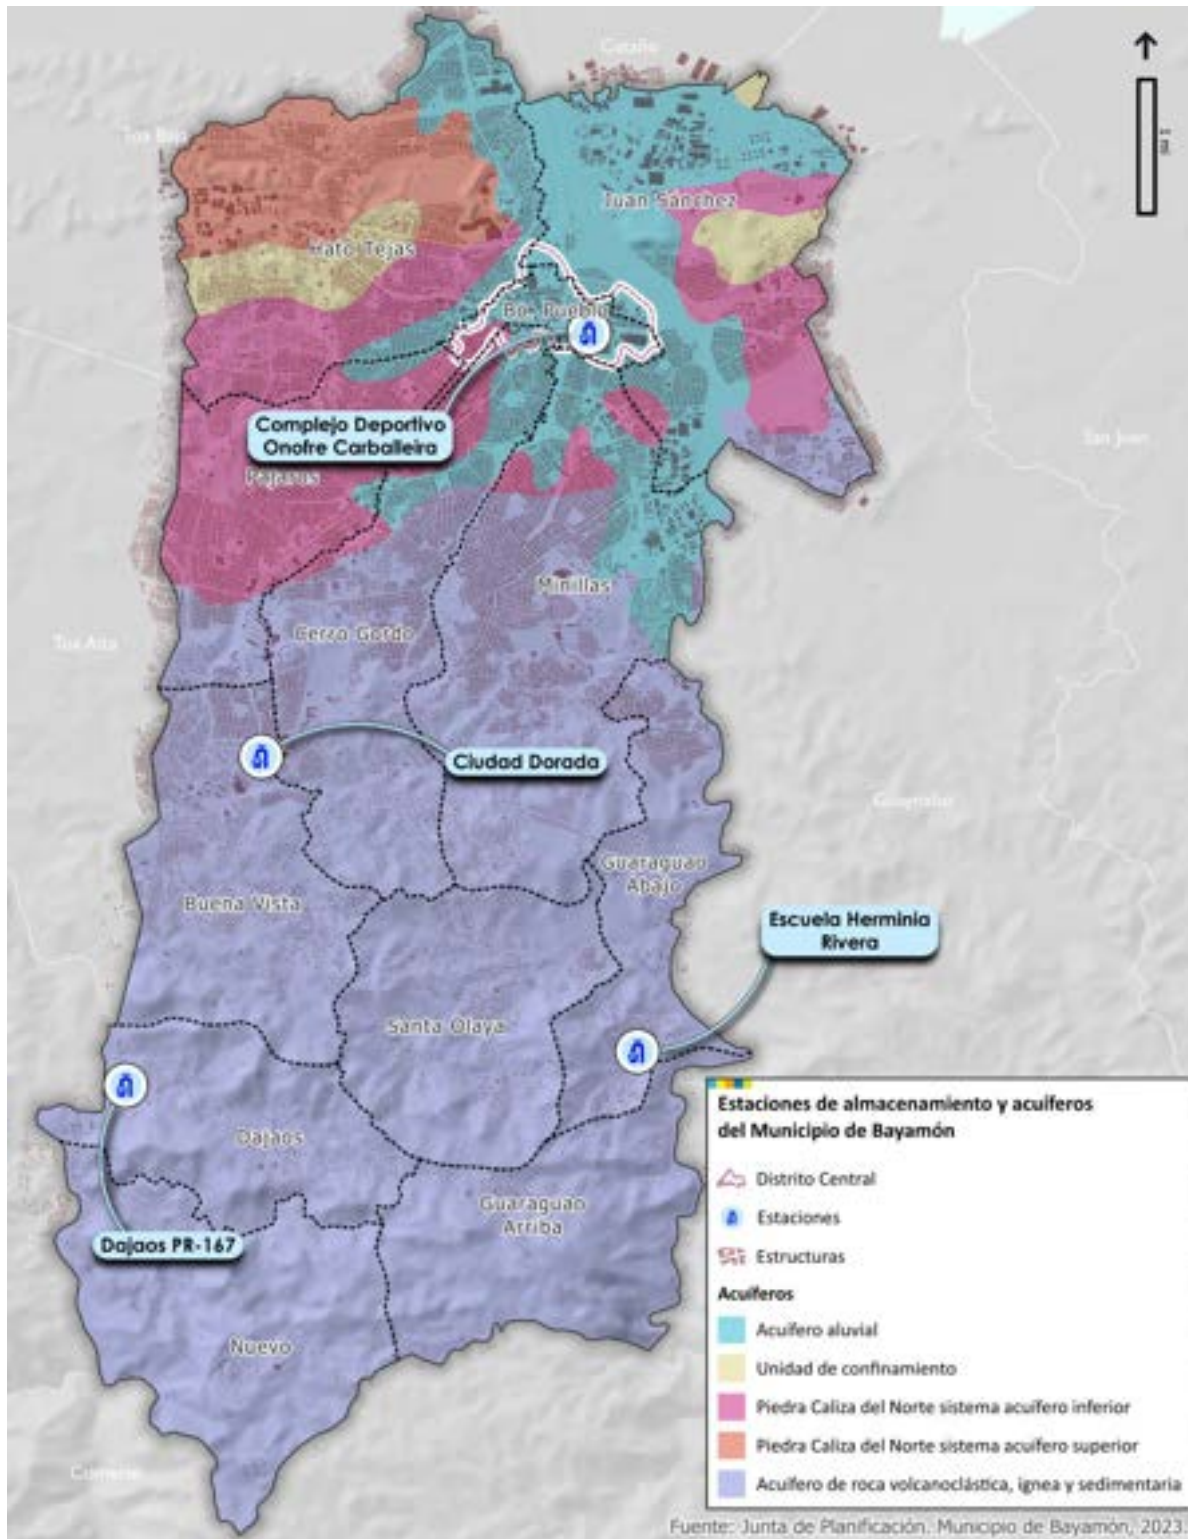 Cataño
Toa Baja
Juan Sánchez
Hato Tejas
Bo. Pueblo
1 mi
Complejo Deportivo
Onofre Carballeira
San Juan
Pájaros
Minillas
Cerro Gordo
Toa Alta
Ciudad Dorada
Guaynabo
Guaraguao
Abajo
Buena Vista
Escuela Herminia
Rivera
Santa Olaya
Dajaos
Guaraguao
Arriba
Dajaos PR-167
Nuevo
Comerío
Estaciones de almacenamiento y acuíferos
del Municipio de Bayamón
Distrito Central
Estaciones
Estructuras
Acuíferos
Acuífero aluvial
Unidad de confinamiento
Piedra Caliza del Norte sistema acuífero inferior
Piedra Caliza del Norte sistema acuífero superior
Acuífero de roca volcanoclástica, ígnea y sedimentaria
Fuente: Junta de Planificación. Municipio de Bayamón, 2023